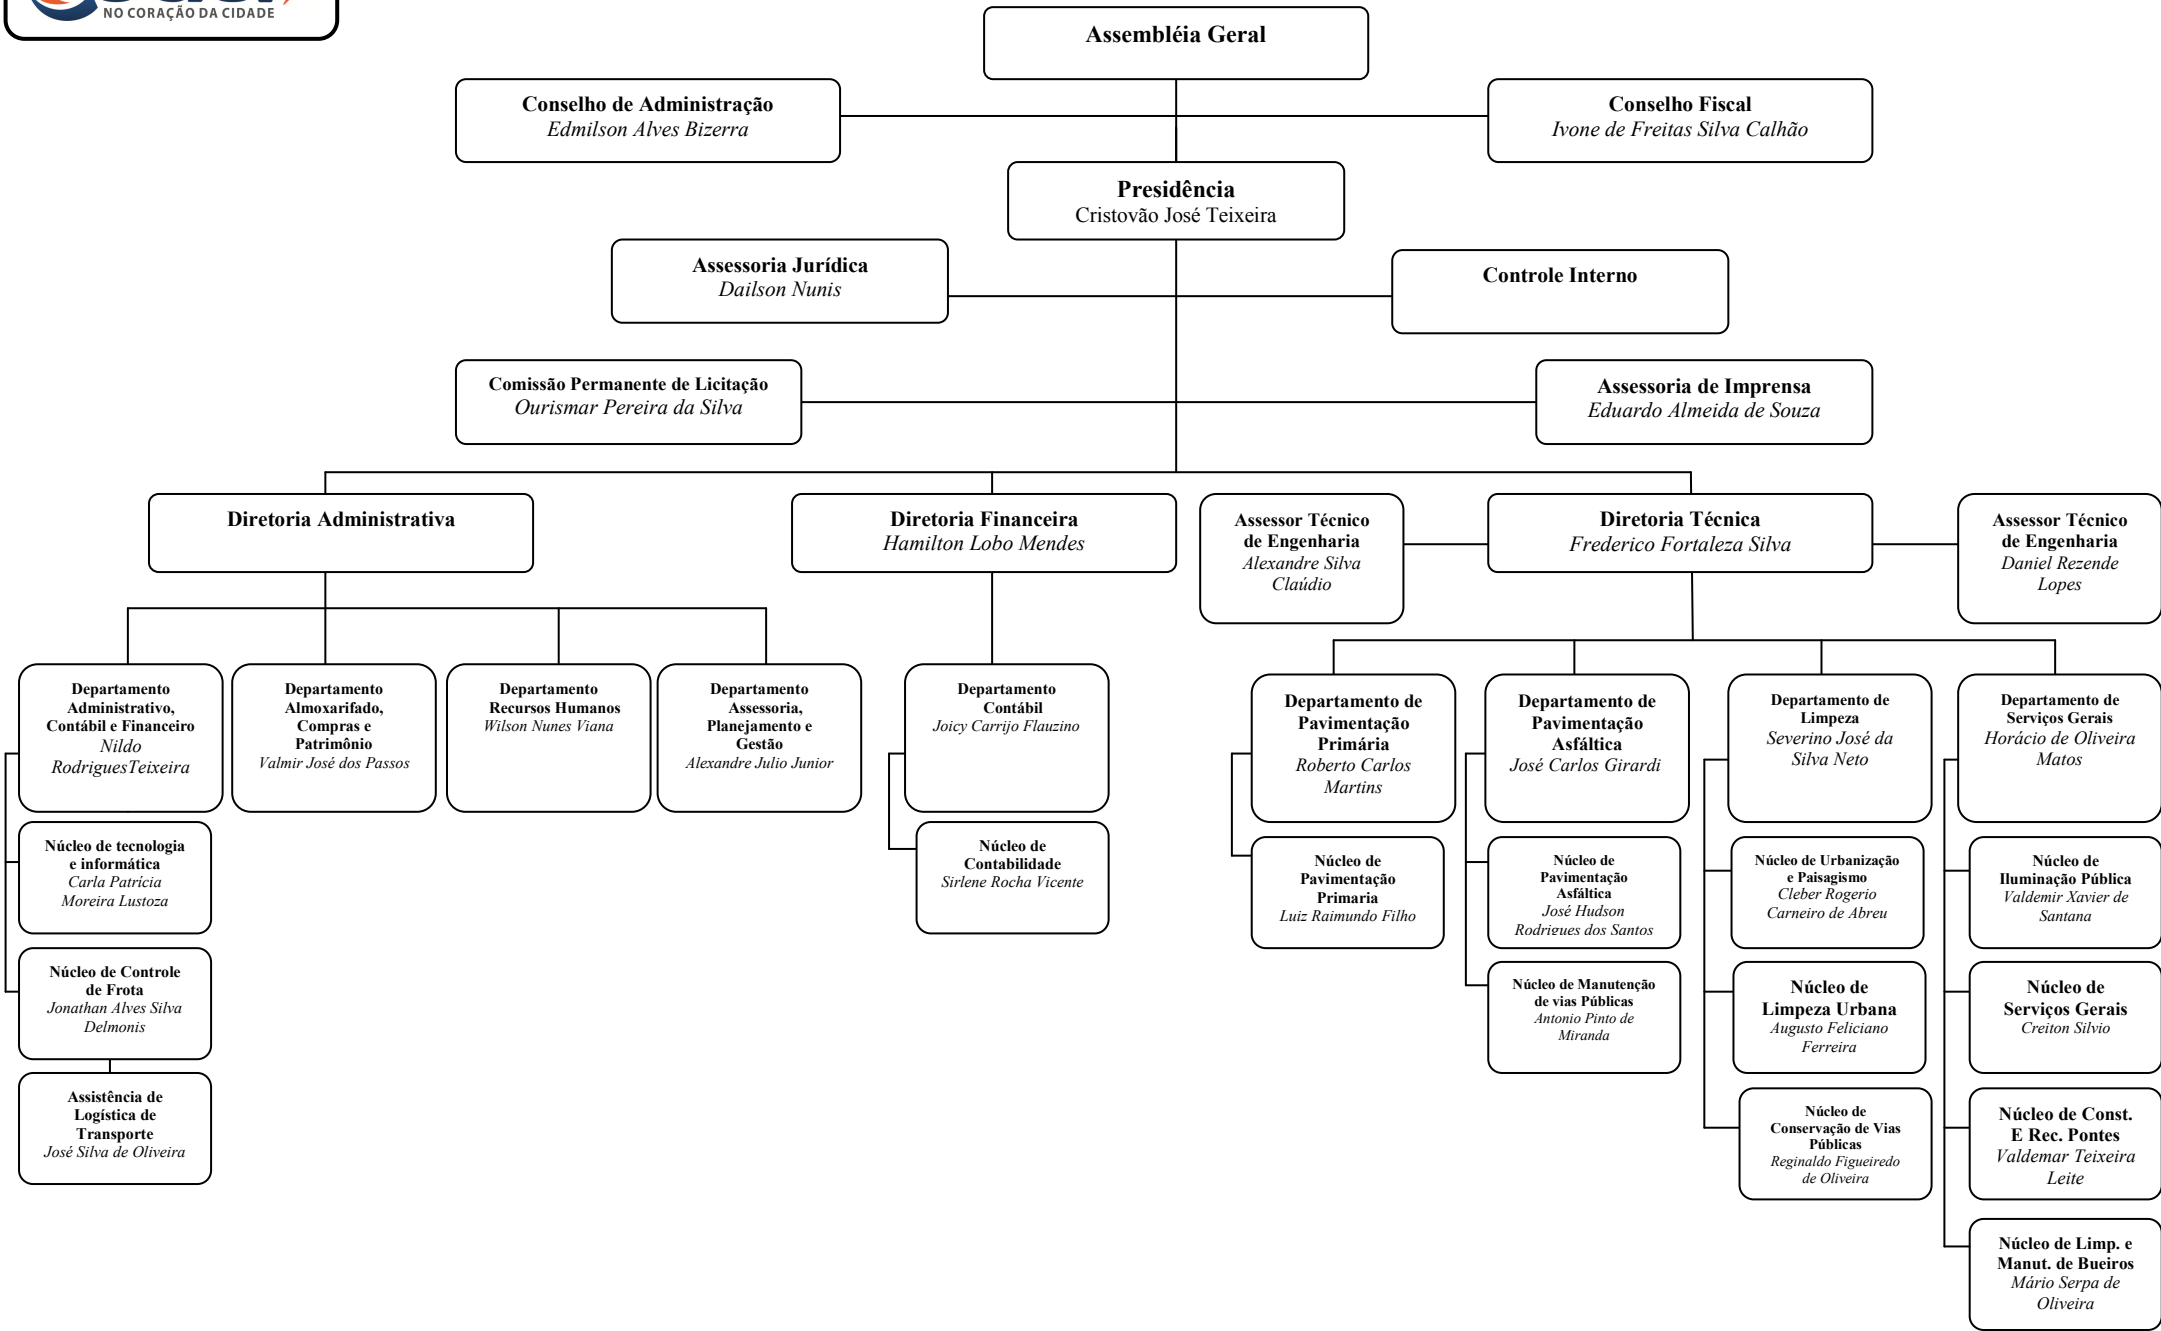 NO CORAÇÃO DA CIDADE
Assembléia Geral
Conselho de Administração
Edmilson Alves Bizerra
Conselho Fiscal
Ivone de Freitas Silva Calhão
Presidência
Cristovão José Teixeira
Assessoria Jurídica
Dailson Nunis
Controle Interno
Comissão Permanente de Licitação
Ourismar Pereira da Silva
Assessoria de Imprensa
Eduardo Almeida de Souza
Diretoria Administrativa
Diretoria Financeira
Hamilton Lobo Mendes
Assessor Técnico
de Engenharia
Alexandre Silva
Claúdio
Diretoria Técnica
Frederico Fortaleza Silva
Assessor Técnico
de Engenharia
Daniel Rezende
Lopes
Departamento
Administrativo,
Contábil e Financeiro
Nildo
RodriguesTeixeira
Departamento
Almoxarifado,
Compras e
Patrimônio
Valmir José dos Passos
Departamento
Recursos Humanos
Wilson Nunes Viana
Departamento
Assessoria,
Planejamento e
Gestão
Alexandre Julio Junior
Departamento
Contábil
Joicy Carrijo Flauzino
Departamento de
Pavimentação
Primária
Roberto Carlos
Martins
Departamento de
Pavimentação
Asfáltica
José Carlos Girardi
Departamento de
Limpeza
Severino José da
Silva Neto
Departamento de
Serviços Gerais
Horácio de Oliveira
Matos
Núcleo de tecnologia
e informática
Carla Patrícia
Moreira Lustoza
Núcleo de
Contabilidade
Sirlene Rocha Vicente
Núcleo de
Pavimentação
Primaria
Luiz Raimundo Filho
Núcleo de
Pavimentação
Asfáltica
José Hudson
Rodrigues dos Santos
Núcleo de Urbanização
e Paisagismo
Cleber Rogerio
Carneiro de Abreu
Núcleo de
Iluminação Pública
Valdemir Xavier de
Santana
Núcleo de Controle
de Frota
Jonathan Alves Silva
Delmonis
Núcleo de Manutenção
de vias Públicas
Antonio Pinto de
Miranda
Núcleo de
Limpeza Urbana
Augusto Feliciano
Ferreira
Núcleo de
Serviços Gerais
Creiton Silvio
Assistência de
Logística de
Transporte
José Silva de Oliveira
Núcleo de
Conservação de Vias
Públicas
Reginaldo Figueiredo
de Oliveira
Núcleo de Const.
E Rec. Pontes
Valdemar Teixeira
Leite
Núcleo de Limp. e
Manut. de Bueiros
Mário Serpa de
Oliveira